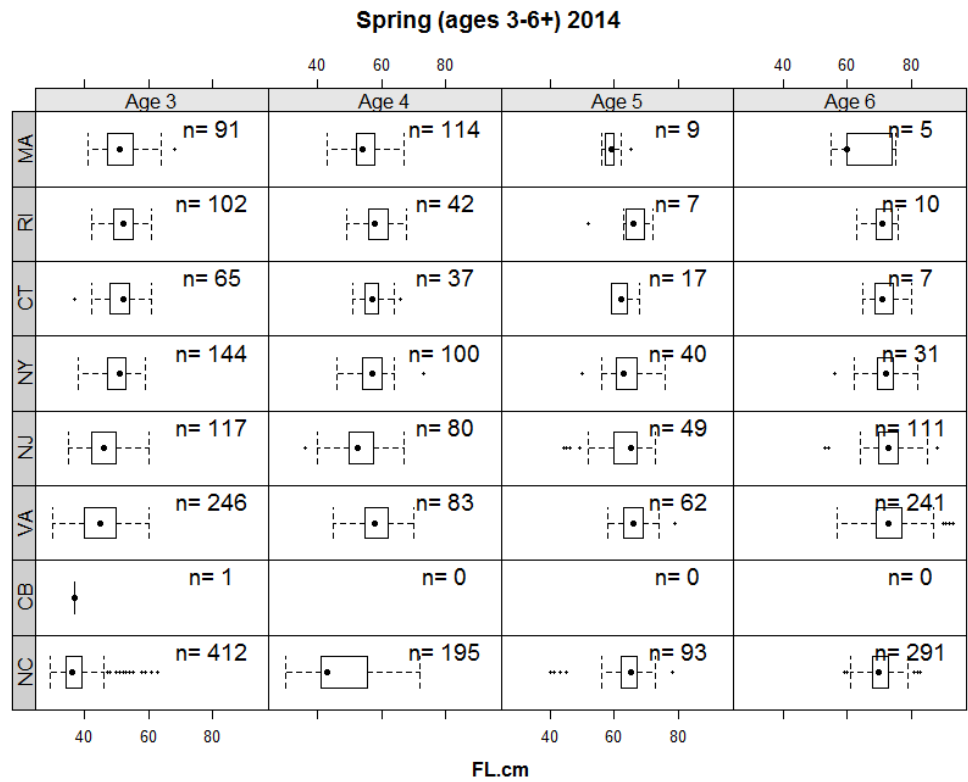 Spring (ages 3-6+) 2014
40 60 80 40 60 80
Age 3 Age 4 Age 5 Age 6
MA n= 91 n= 114 n= 9 n= 5
RI n= 102 n= 42 n= 7 n= 10
CT n= 65 n= 37 n= 17 n= 7
NY n= 144 n= 100 n= 40 n= 31
NJ n= 117 n= 80 n= 49 n= 111
VA n= 246 n= 83 n= 62 n= 241
CB n= 1 n= 0 n= 0 n= 0
NC n= 412 n= 195 n= 93 n= 291
40 60 80 40 60 80
FL.cm